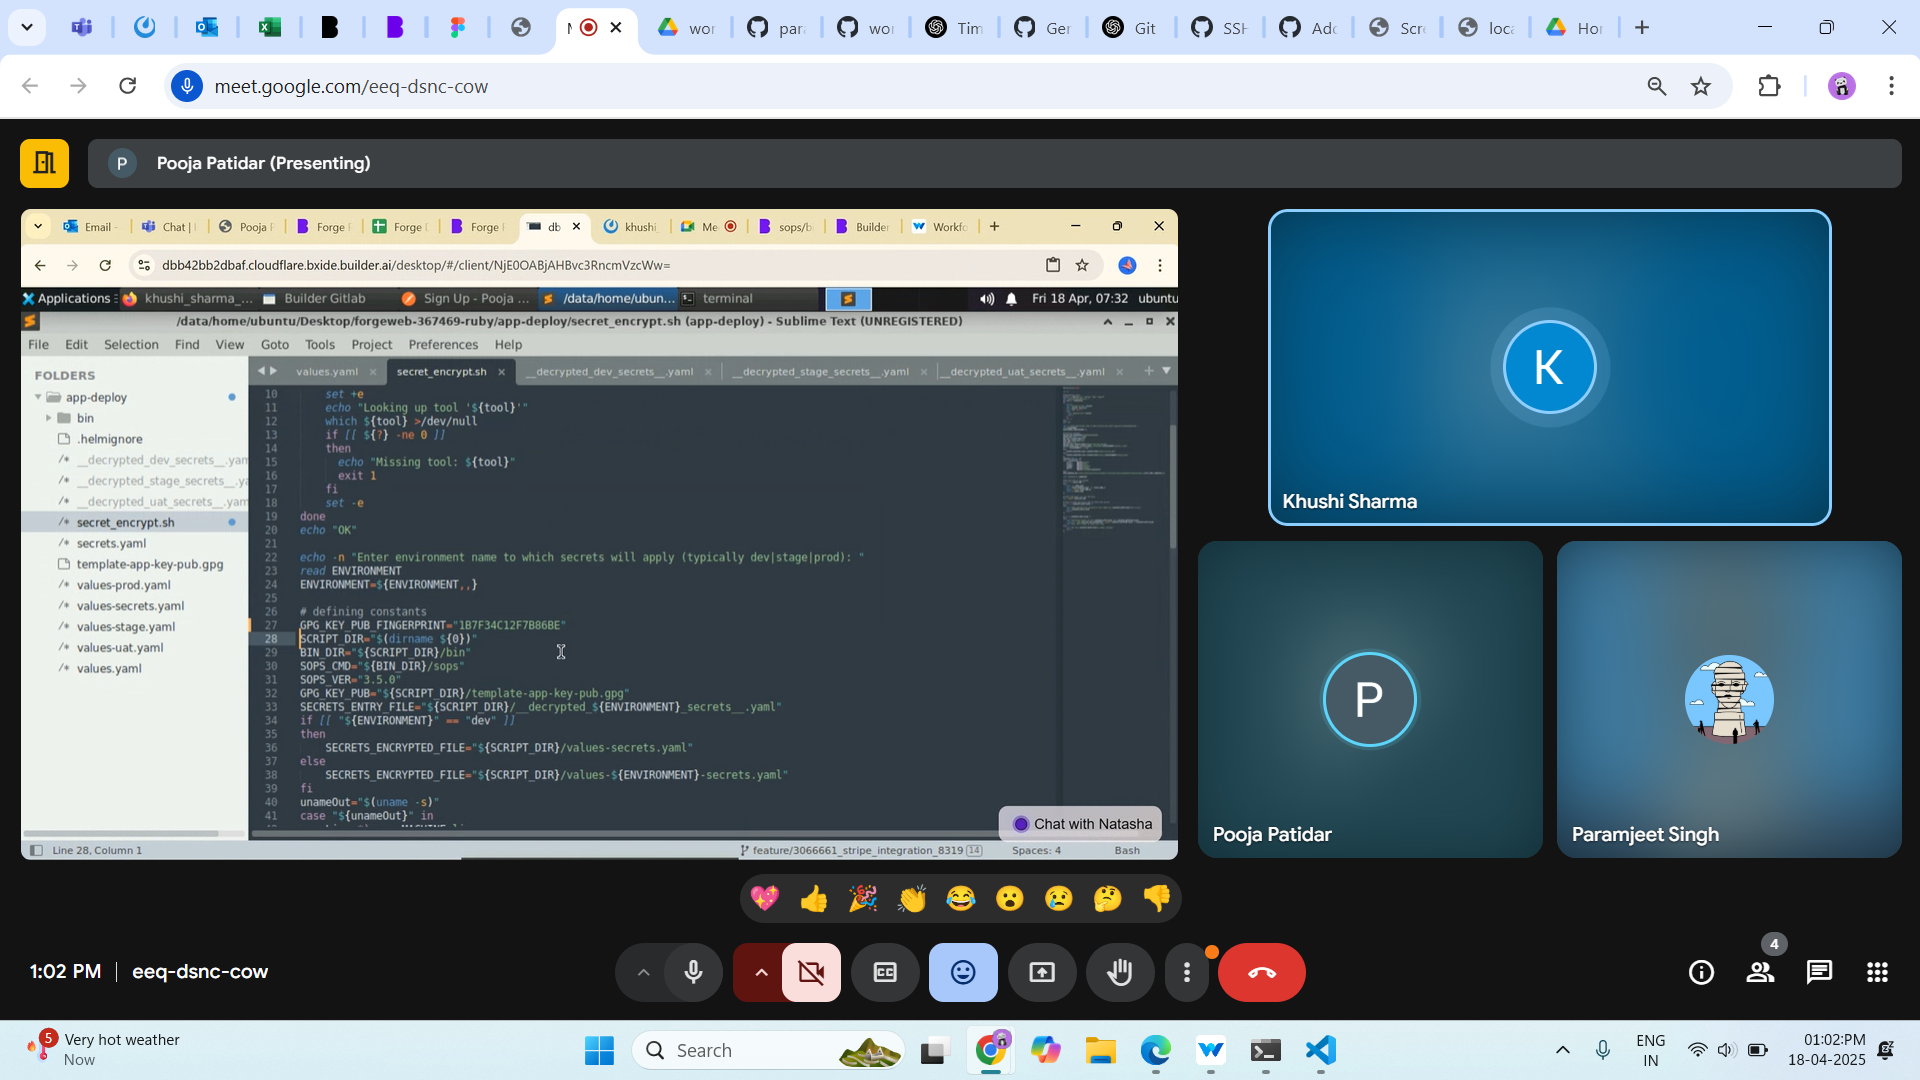 wor
par
wor
Tim
Ger
Git
SSH
Adc
Scr
loca
Hor
meet.google.com/eeq-dsnc-cow
P
Pooja Patidar (Presenting)
Email
Chat |
Pooja P
Forge
Forge
Forge
db
khushi
Me
sops/b
Builder
Workfo
dbb42bb2dbaf.cloudflare.bxide.builder.ai/desktop/#/client/NjE0OABjAHBvc3RncmVzcWw=
Applications
khushi_sharma_...
Builder Gitlab
Sign Up - Pooja ...
/data/home/ubun...
terminal
Fri 18 Apr, 07:32
ubuntu
/data/home/ubuntu/Desktop/forgeweb-367469-ruby/app-deploy/secret_encrypt.sh (app-deploy) - Sublime Text (UNREGISTERED)
File Edit Selection Find View Goto Tools Project Preferences Help
FOLDERS
app-deploy
bin
.helmignore
__decrypted_dev_secrets__.yam
__decrypted_stage_secrets__.y
__decrypted_uat_secrets__.yam
secret_encrypt.sh
secrets.yaml
template-app-key-pub.gpg
values-prod.yaml
values-secrets.yaml
values-stage.yaml
values-uat.yaml
values.yaml
values.yaml
secret_encrypt.sh
__decrypted_dev_secrets__.yaml
__decrypted_stage_secrets__.yaml
__decrypted_uat_secrets__.yaml
10 set +e
11 echo "Looking up tool '${tool}'"
12 which ${tool} >/dev/null
13 if [[ ${?} -ne 0 ]]
14 then
15 echo "Missing tool: ${tool}"
16 exit 1
17 fi
18 set -e
19 done
20 echo "OK"
21
22 echo -n "Enter environment name to which secrets will apply (typically dev|stage|prod): "
23 read ENVIRONMENT
24 ENVIRONMENT=${ENVIRONMENT,,}
25
26 # defining constants
27 GPG_KEY_PUB_FINGERPRINT="1B7F34C12F7B86BE"
28 SCRIPT_DIR="$(dirname ${0})"
29 BIN_DIR="${SCRIPT_DIR}/bin"
30 SOPS_CMD="${BIN_DIR}/sops"
31 SOPS_VER="3.5.0"
32 GPG_KEY_PUB="${SCRIPT_DIR}/template-app-key-pub.gpg"
33 SECRETS_ENTRY_FILE="${SCRIPT_DIR}/__decrypted_${ENVIRONMENT}_secrets__.yaml"
34 if [[ "${ENVIRONMENT}" == "dev" ]]
35 then
36 SECRETS_ENCRYPTED_FILE="${SCRIPT_DIR}/values-secrets.yaml"
37 else
38 SECRETS_ENCRYPTED_FILE="${SCRIPT_DIR}/values-${ENVIRONMENT}-secrets.yaml"
39 fi
40 unameOut="$(uname -s)"
41 case "${unameOut}" in
Chat with Natasha
Line 28, Column 1
feature/3066661_stripe_integration_8319 14
Spaces: 4
Bash
K
Khushi Sharma
P
Pooja Patidar
Paramjeet Singh
1:02 PM
eeq-dsnc-cow
CC
4
5
Very hot weather
Now
Search
ENG
IN
01:02:PM
18-04-2025